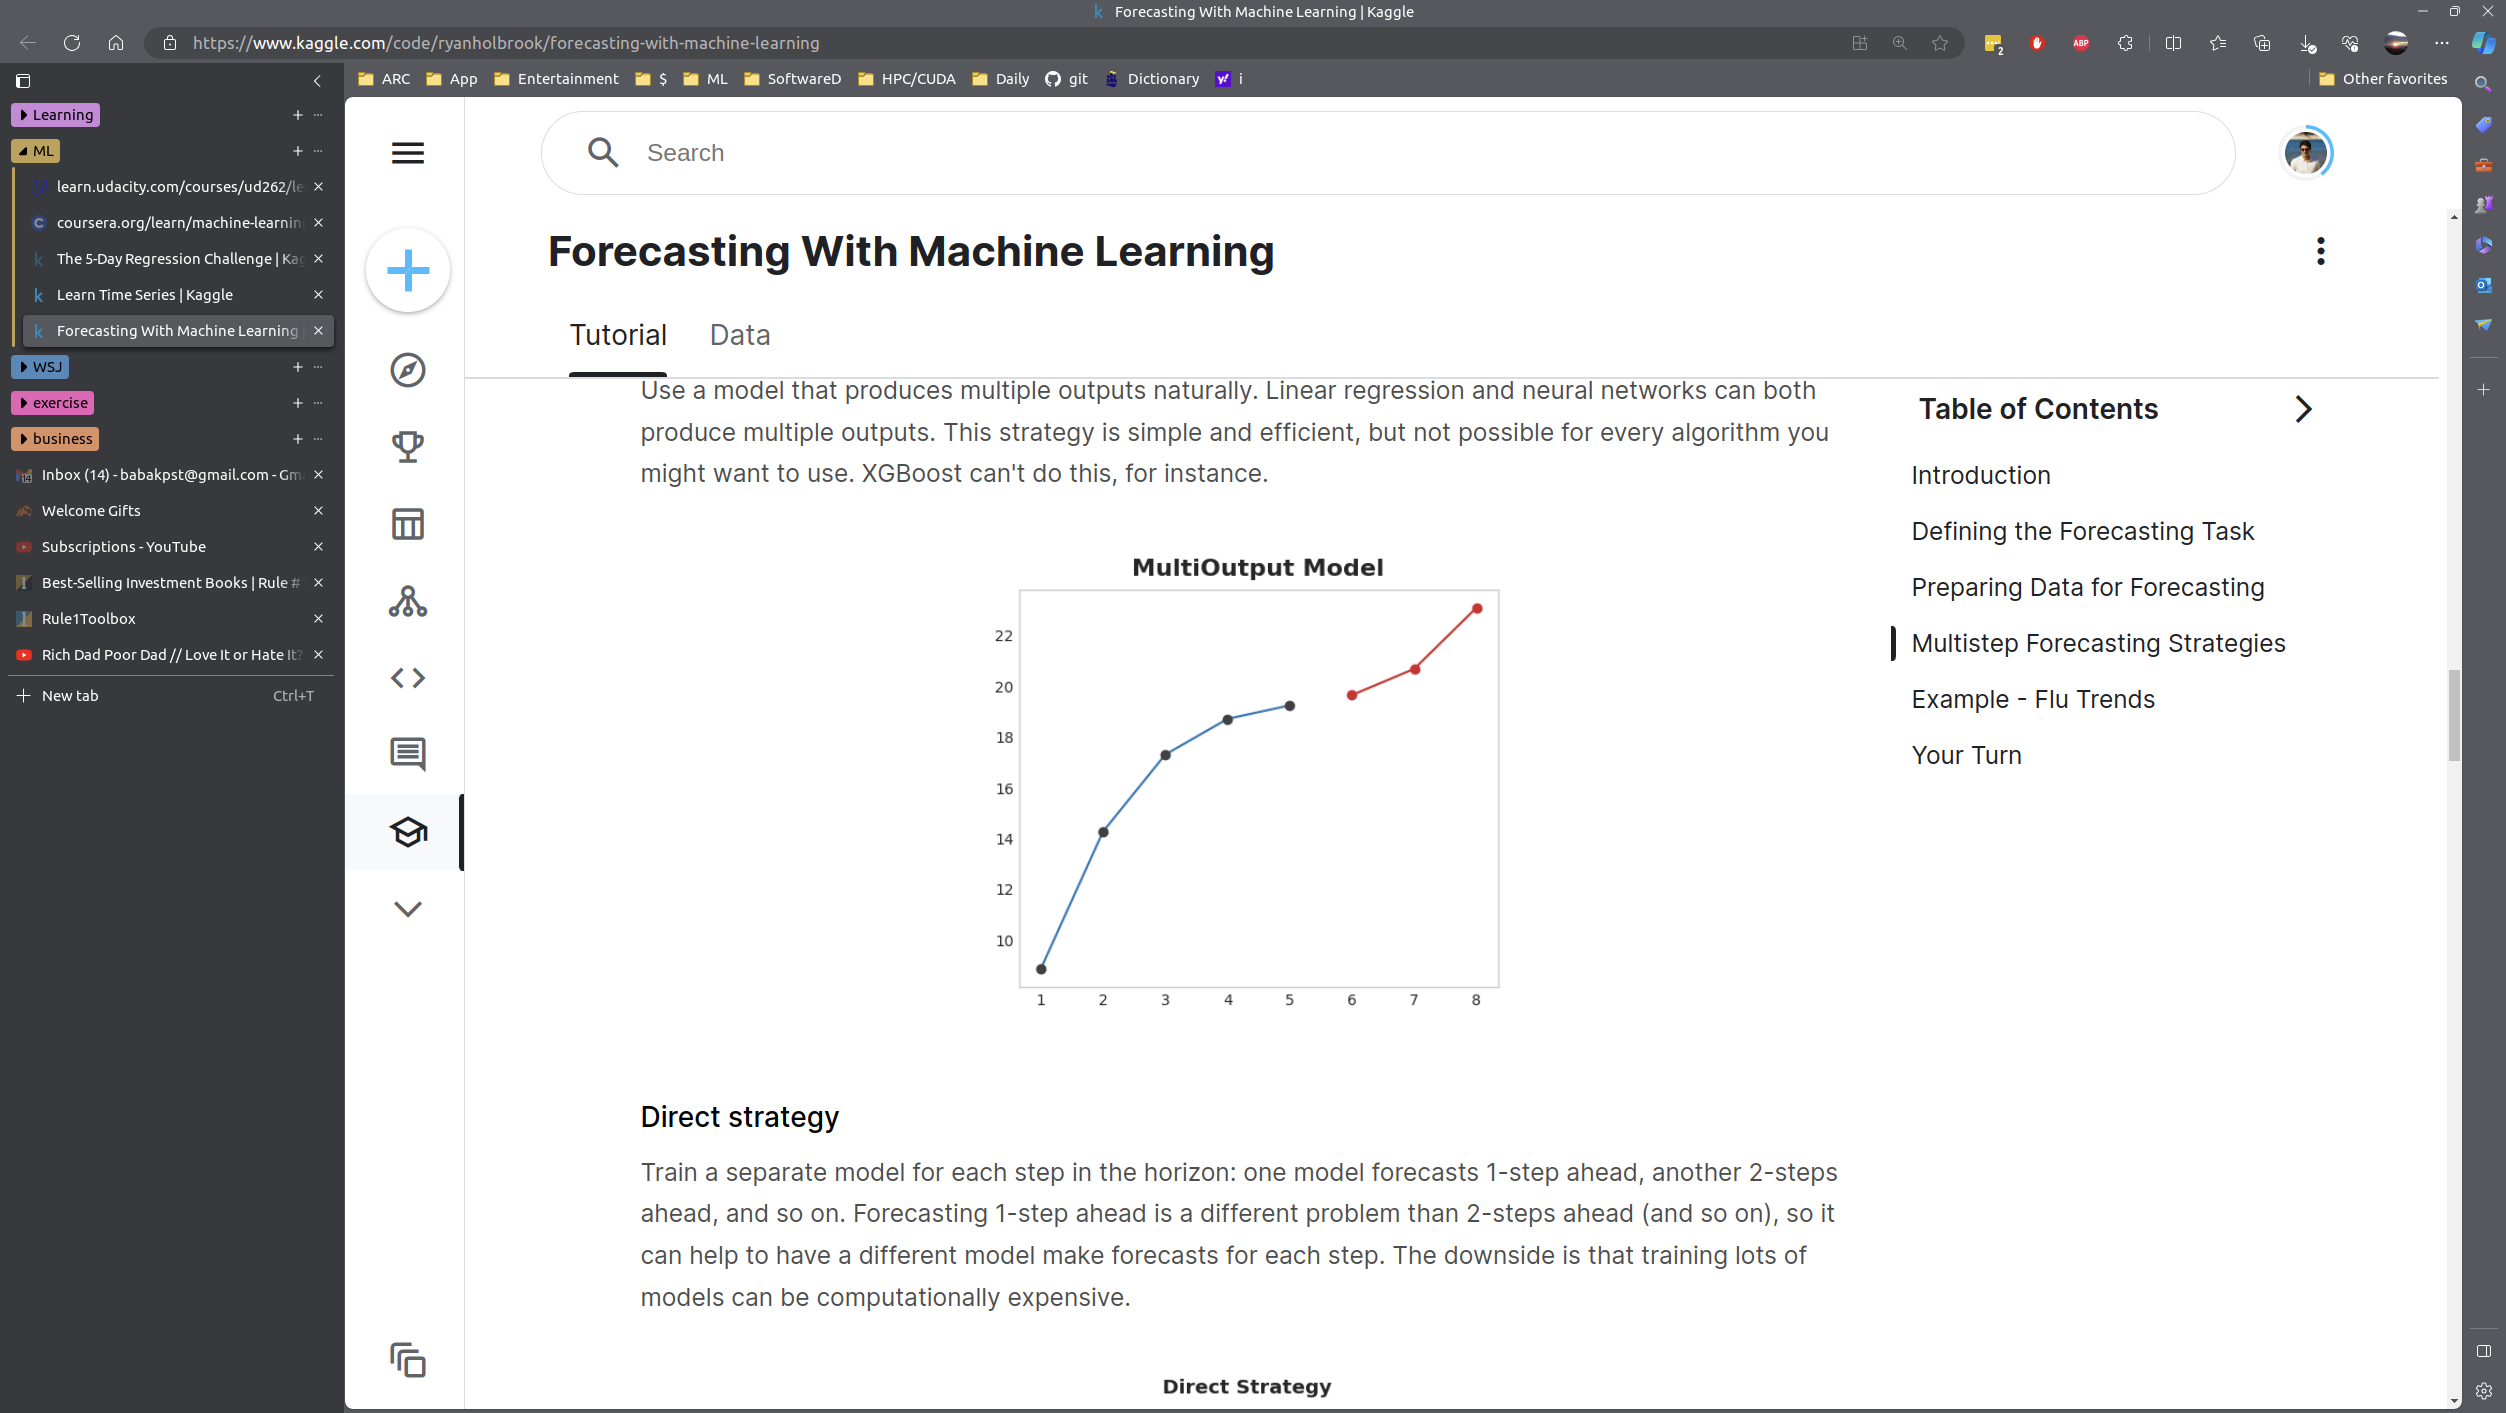 Forecasting With Machine Learning | Kaggle
https://www.kaggle.com/code/ryanholbrook/forecasting-with-machine-learning
2
ABP
ARC
App
Entertainment
$
ML
SoftwareD
HPC/CUDA
Daily
git
Dictionary
y! i
Other favorites
Learning
ML
learn.udacity.com/courses/ud262/le
coursera.org/learn/machine-learnin
The 5-Day Regression Challenge | Kag
Learn Time Series | Kaggle
Forecasting With Machine Learning |
WSJ
exercise
business
14 Inbox (14) - babakpst@gmail.com - Gm
Welcome Gifts
Subscriptions - YouTube
Best-Selling Investment Books | Rule #
Rule1Toolbox
Rich Dad Poor Dad // Love It or Hate It?
New tab Ctrl+T
Search
Forecasting With Machine Learning
Tutorial
Data
Use a model that produces multiple outputs naturally. Linear regression and neural networks can both
produce multiple outputs. This strategy is simple and efficient, but not possible for every algorithm you
might want to use. XGBoost can't do this, for instance.
MultiOutput Model
22
20
18
16
14
12
10
1 2 3 4 5 6 7 8
Direct strategy
Train a separate model for each step in the horizon: one model forecasts 1-step ahead, another 2-steps
ahead, and so on. Forecasting 1-step ahead is a different problem than 2-steps ahead (and so on), so it
can help to have a different model make forecasts for each step. The downside is that training lots of
models can be computationally expensive.
Direct Strategy
Table of Contents
Introduction
Defining the Forecasting Task
Preparing Data for Forecasting
Multistep Forecasting Strategies
Example - Flu Trends
Your Turn